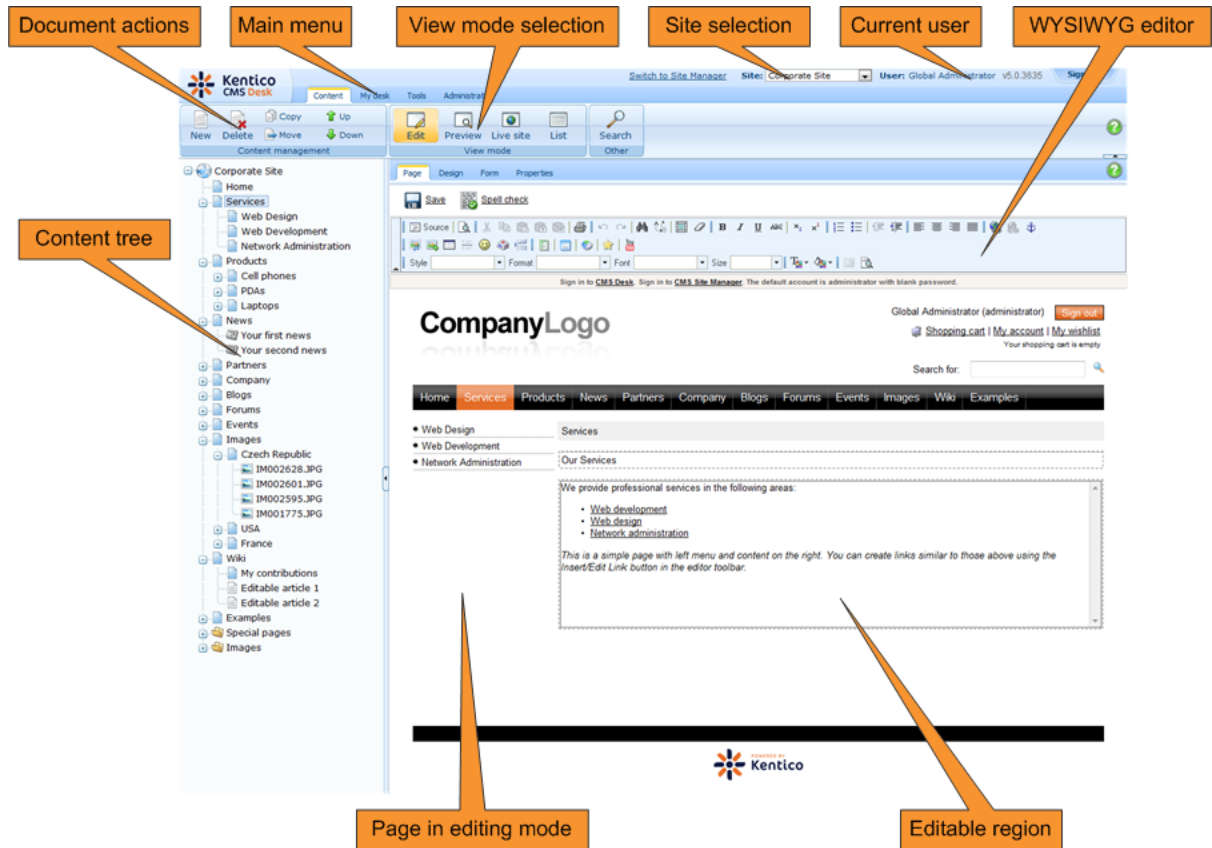 Document actions
Main menu
View mode selection
Site selection
Current user
WYSIWYG editor
Kentico
CMS Desk
Switch to Site Manager
Site: Corporate Site
User: Global Administrator
v5.0.3635
Content
My desk
Tools
New
Delete
Copy
Move
Up
Down
Content management
Edit
Preview
Live site
List
View mode
Search
Other
Corporate Site
Home
Services
Web Design
Web Development
Network Administration
Products
Cell phones
PDAs
Laptops
News
Your first news
Your second news
Partners
Company
Blogs
Forums
Events
Images
Czech Republic
IM002628.JPG
IM002601.JPG
IM002595.JPG
IM001775.JPG
USA
France
Wiki
My contributions
Editable article 1
Editable article 2
Examples
Special pages
Images
Content tree
Page Design Form Properties
Save Spell check
Source B I U ABC
Style Format Font Size
Sign in to CMS Desk. Sign in to CMS Site Manager. The default account is administrator with blank password.
CompanyLogo
Global Administrator (administrator) Sign out
Shopping cart | My account | My wishlist
Your shopping cart is empty
Search for:
Home Services Products News Partners Company Blogs Forums Events Images Wiki Examples
Web Design
Web Development
Network Administration
Services
Our Services
We provide professional services in the following areas:
Web development
Web design
Network administration
This is a simple page with left menu and content on the right. You can create links similar to
those above using the
Insert/Edit Link button in the editor toolbar.
POWERED BY
Kentico
Page in editing mode
Editable region